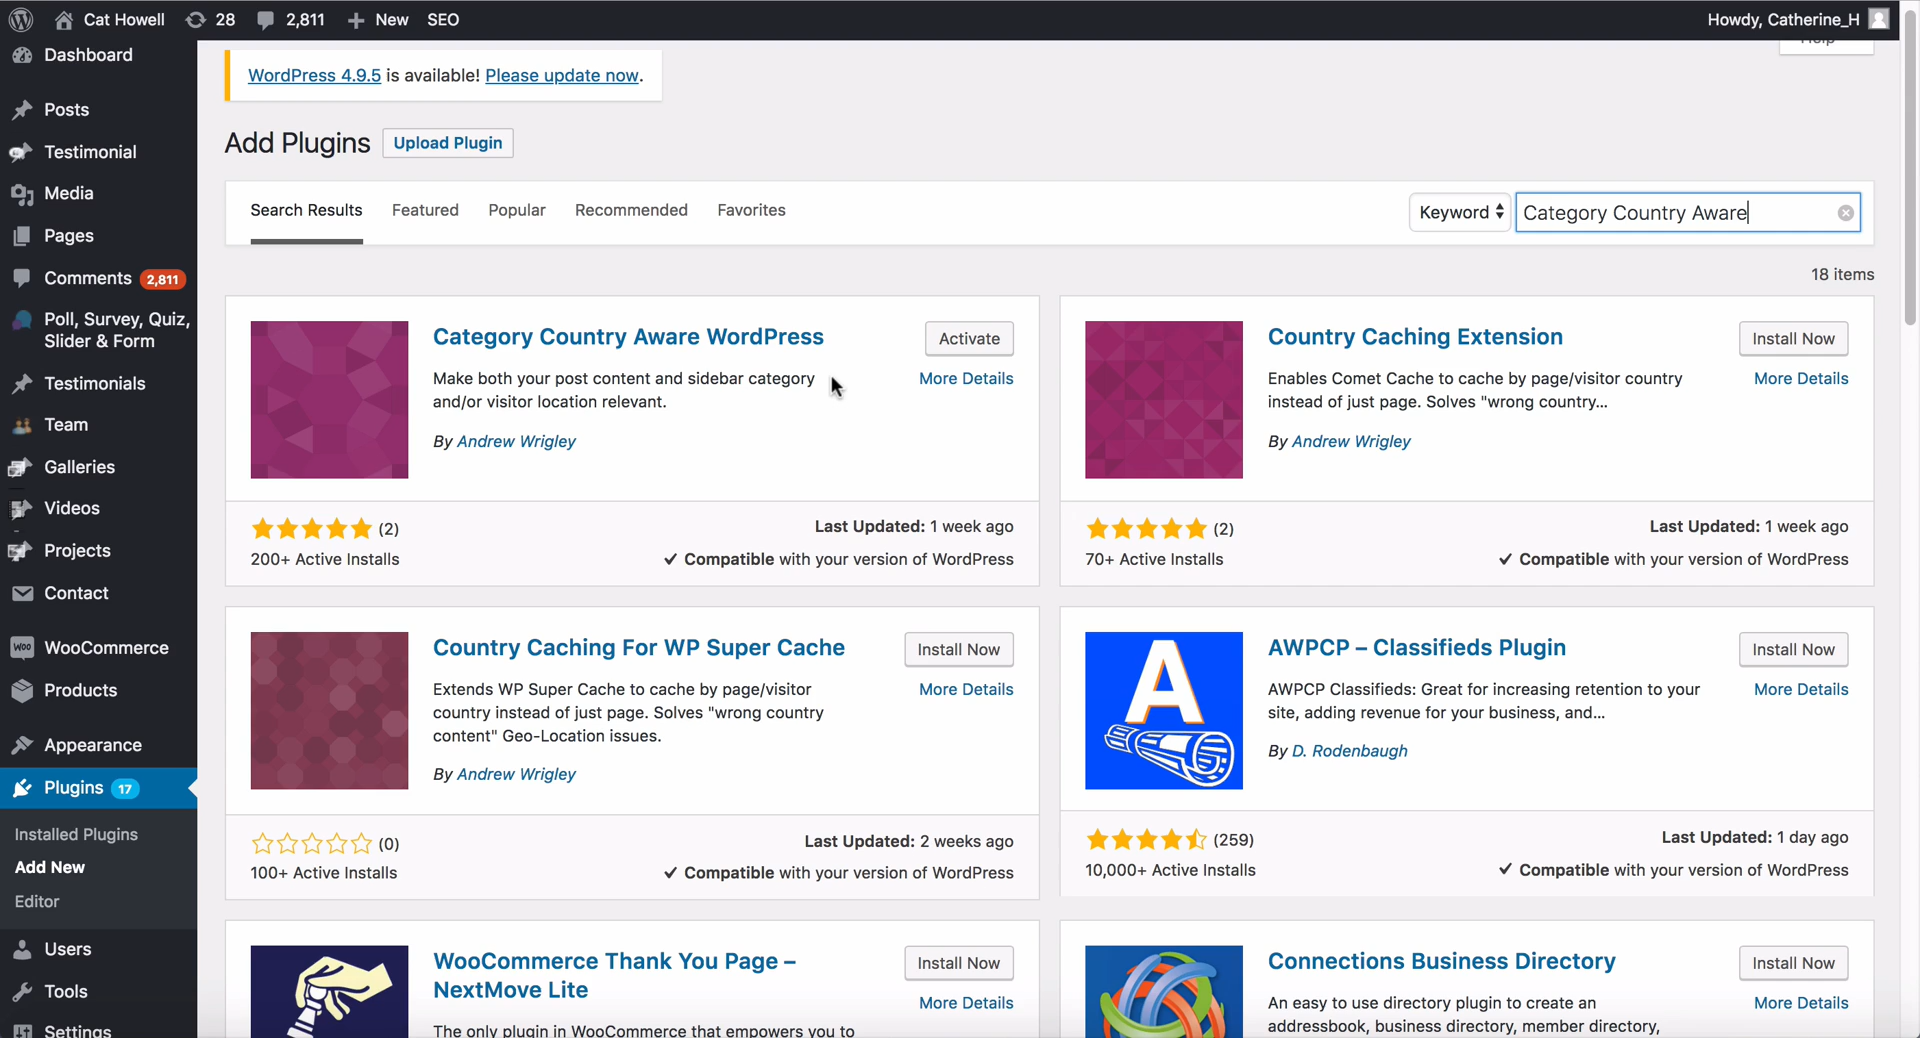 Cat Howell 28 2,811 New SEO Howdy, Catherine_H
Dashboard
Posts
Testimonial
Media
Pages
Comments 2,811
Poll, Survey, Quiz,
Slider & Form
Testimonials
Team
Galleries
Videos
Projects
Contact
WOO WooCommerce
Products
Appearance
Plugins 17
Installed Plugins
Add New
Editor
Users
Tools
Settings
Help
WordPress 4.9.5 is available! Please update now.
Add Plugins Upload Plugin
Search Results Featured Popular Recommended Favorites Keyword Category Country Aware
18 items
Category Country Aware WordPress Activate
More Details
Make both your post content and sidebar category
and/or visitor location relevant.
By Andrew Wrigley
(2) Last Updated: 1 week ago
200+ Active Installs ✓ Compatible with your version of WordPress
Country Caching Extension Install Now
More Details
Enables Comet Cache to cache by page/visitor country
instead of just page. Solves "wrong country...
By Andrew Wrigley
(2) Last Updated: 1 week ago
70+ Active Installs ✓ Compatible with your version of WordPress
Country Caching For WP Super Cache Install Now
More Details
Extends WP Super Cache to cache by page/visitor
country instead of just page. Solves "wrong country
content" Geo-Location issues.
By Andrew Wrigley
(0) Last Updated: 2 weeks ago
100+ Active Installs ✓ Compatible with your version of WordPress
A
AWPCP – Classifieds Plugin Install Now
More Details
AWPCP Classifieds: Great for increasing retention to your
site, adding revenue for your business, and...
By D. Rodenbaugh
(259) Last Updated: 1 day ago
10,000+ Active Installs ✓ Compatible with your version of WordPress
WooCommerce Thank You Page –
NextMove Lite
Install Now
More Details
The only plugin in WooCommerce that empowers you to
Connections Business Directory Install Now
More Details
An easy to use directory plugin to create an
addressbook, business directory, member directory,